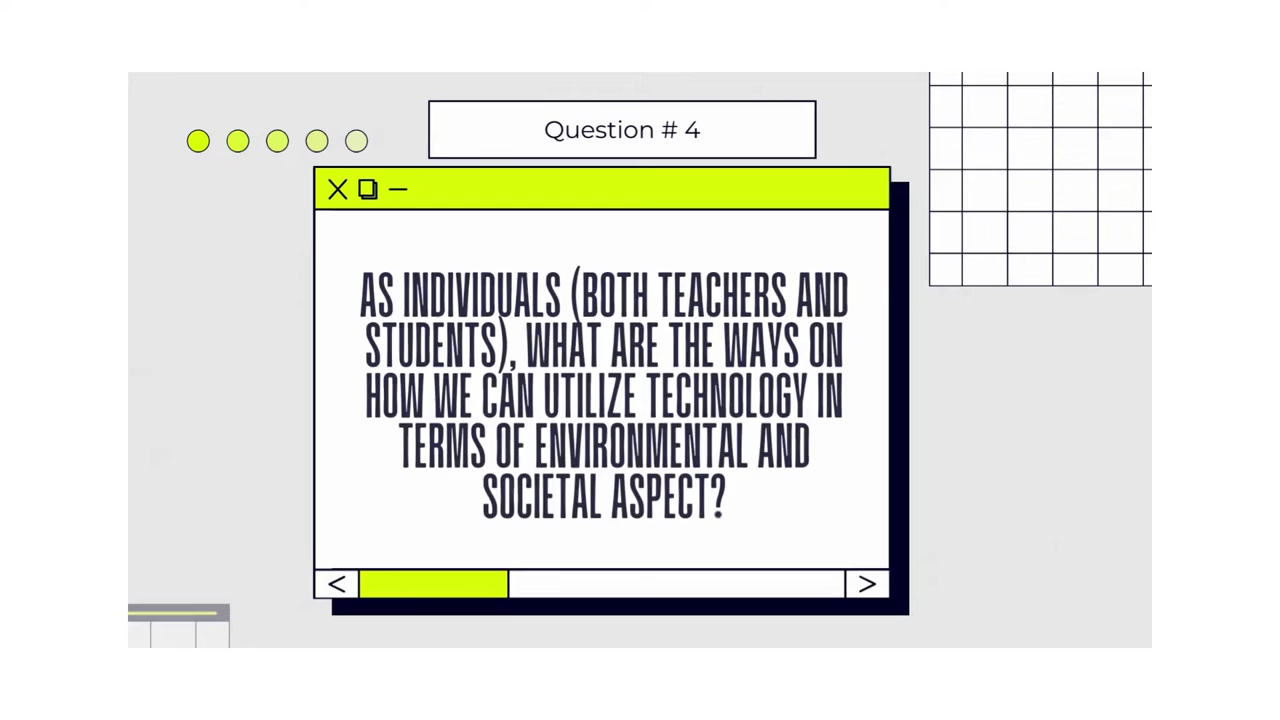 Question # 4
AS INDIVIDUALS (BOTH TEACHERS AND
STUDENTS), WHAT ARE THE WAYS ON
HOW WE CAN UTILIZE TECHNOLOGY IN
TERMS OF ENVIRONMENTAL AND
SOCIETAL ASPECT?